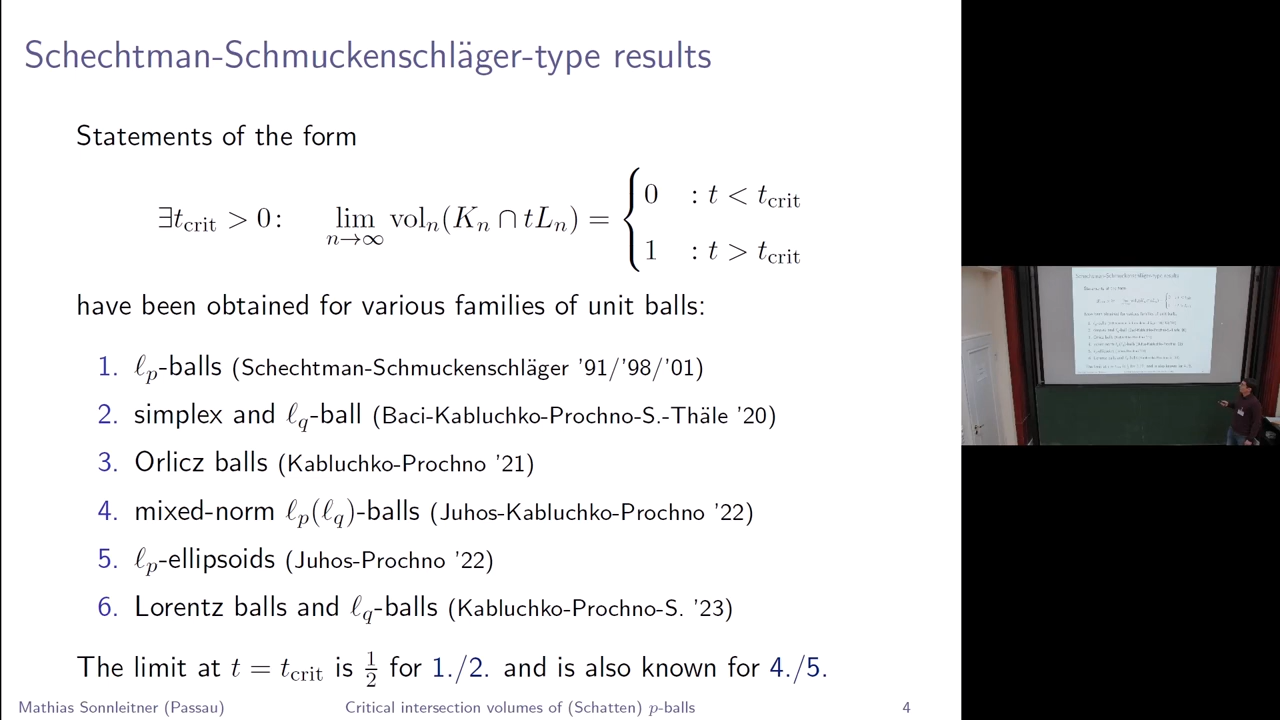 Schechtman-Schmuckenschläger-type results
Statements of the form
∃t_crit > 0: lim_{n→∞} vol_n(K_n ∩ tL_n) = { 0 : t < t_crit
1 : t > t_crit
have been obtained for various families of unit balls:
1. ℓ_p-balls (Schechtman-Schmuckenschläger '91/'98/'01)
2. simplex and ℓ_q-ball (Baci-Kabluchko-Prochno-S.-Thäle '20)
3. Orlicz balls (Kabluchko-Prochno '21)
4. mixed-norm ℓ_p(ℓ_q)-balls (Juhos-Kabluchko-Prochno '22)
5. ℓ_p-ellipsoids (Juhos-Prochno '22)
6. Lorentz balls and ℓ_q-balls (Kabluchko-Prochno-S. '23)
The limit at t = t_crit is 1/2 for 1./2. and is also known for 4./5.
Mathias Sonnleitner (Passau) Critical intersection volumes of (Schatten) p-balls 4